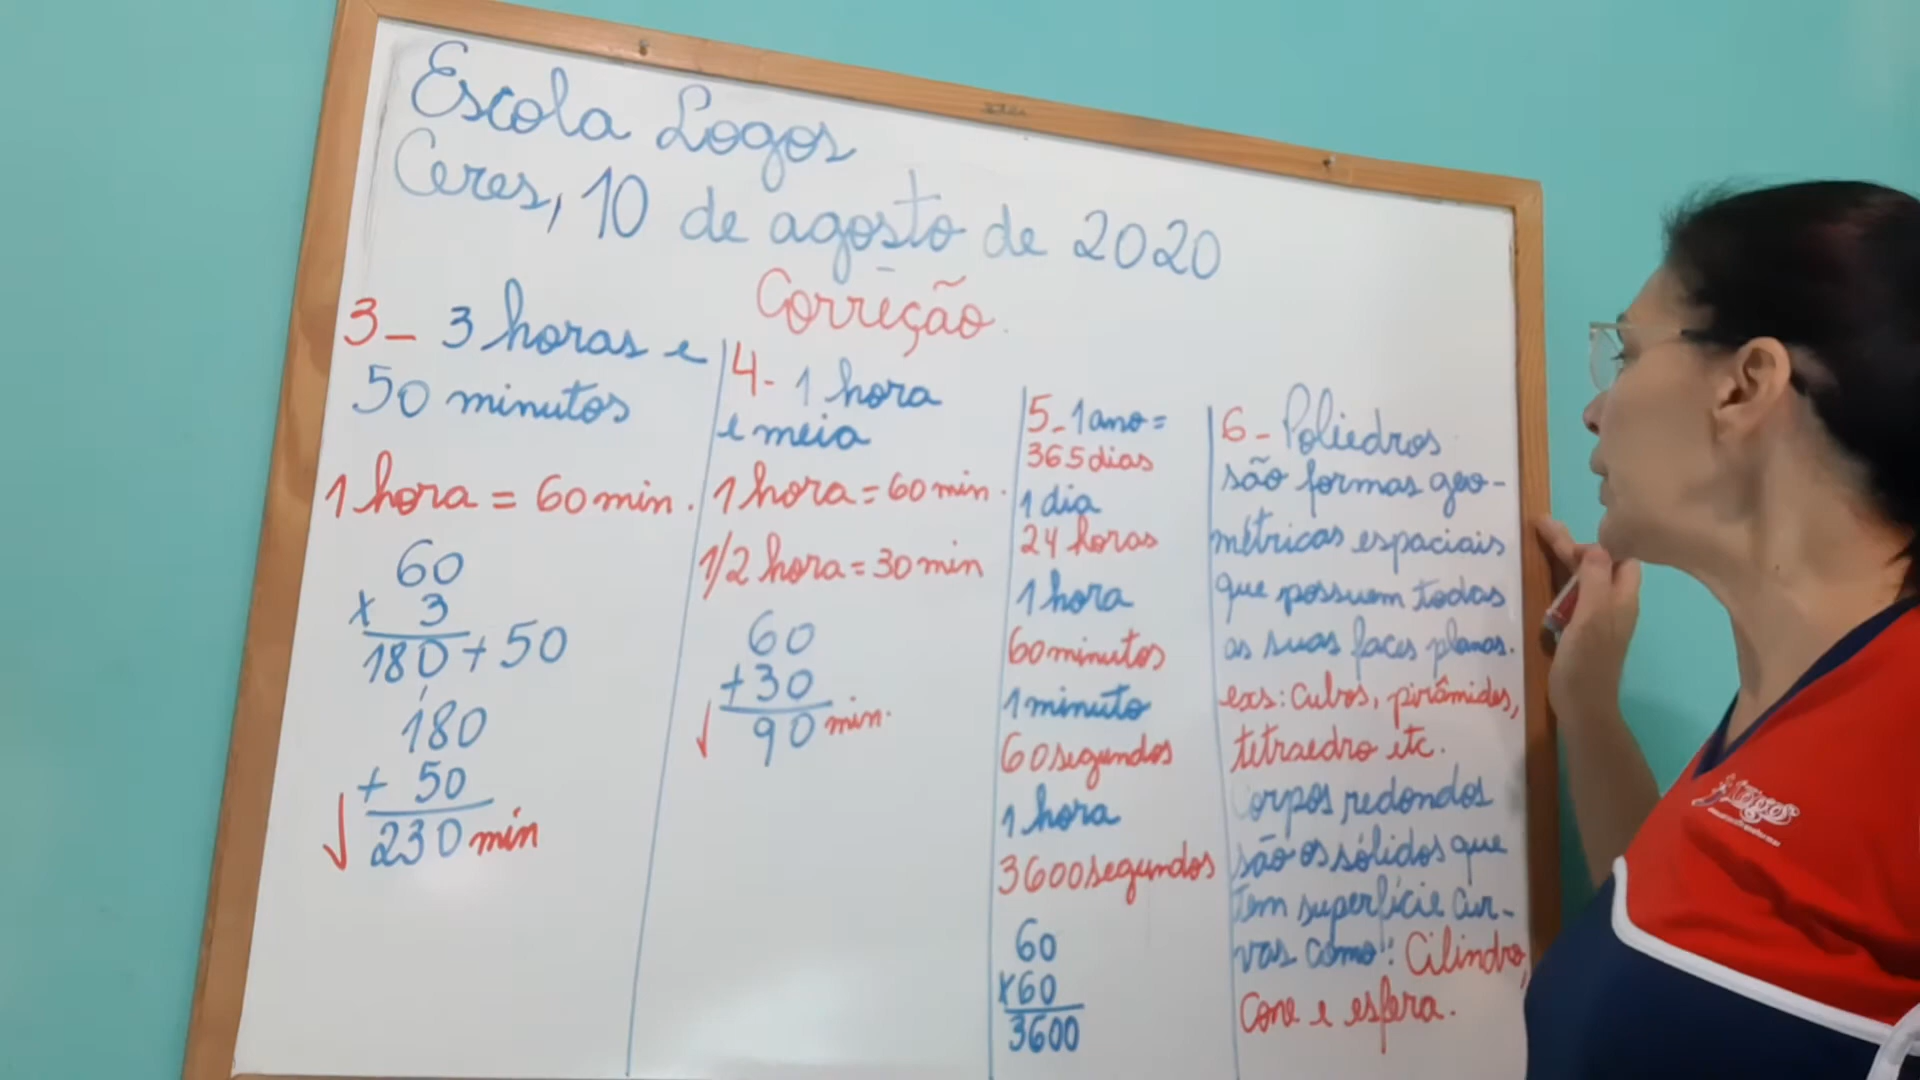 Escola Logos
Ceres, 10 de agosto de 2020
Correção
3 - 3 horas e
50 minutos
1 hora = 60 min.
60
x 3
180 + 50
180
+ 50
230 min
4 - 1 hora
e meia
1 hora = 60 min.
1/2 hora = 30 min
60
+30
90 min.
5 - 1 ano =
365 dias
1 dia
24 horas
1 hora
60 minutos
1 minuto
60 segundos
1 hora
3600 segundos
60
x60
3600
6 - Poliedros
são formas geo-
métricas espaciais
que possuem todas
as suas faces planas.
exs: Cubos, pirâmides,
tetraedro etc.
Corpos redondos
são os sólidos que
tem superfície cur-
vas como: Cilindro,
cone e esfera.
Logos